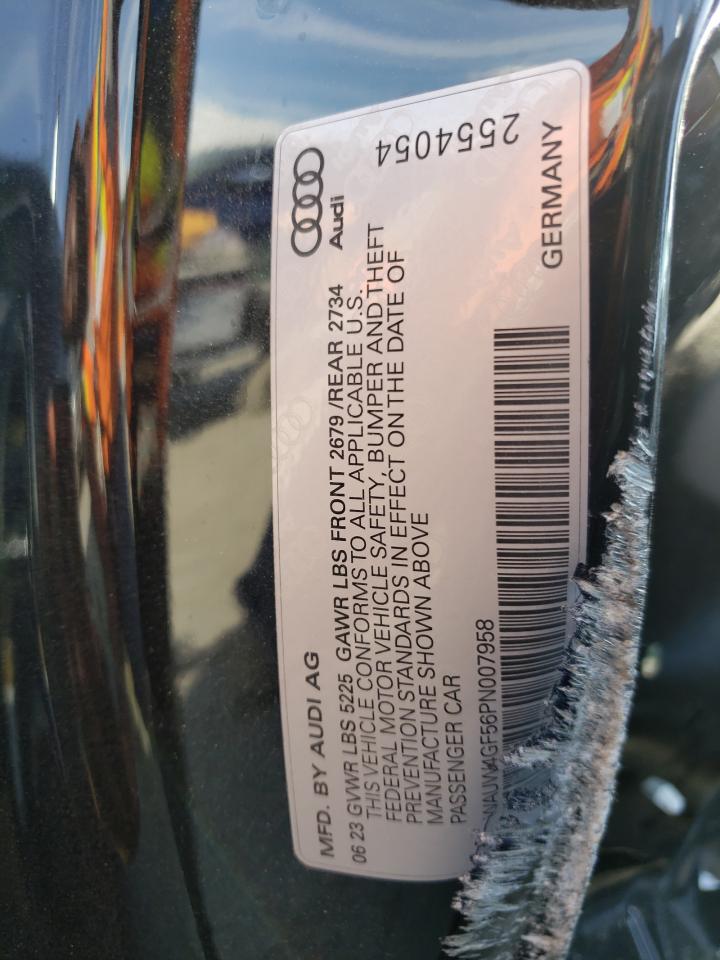 2554054
Audi
GERMANY
MFD. BY AUDI AG
06 23 GVWR LBS 5225 GAWR LBS FRONT 2679 /REAR 2734
THIS VEHICLE CONFORMS TO ALL APPLICABLE U.S.
FEDERAL MOTOR VEHICLE SAFETY, BUMPER AND THEFT
PREVENTION STANDARDS IN EFFECT ON THE DATE OF
MANUFACTURE SHOWN ABOVE
PASSENGER CAR
WAUW4GF56PN007958